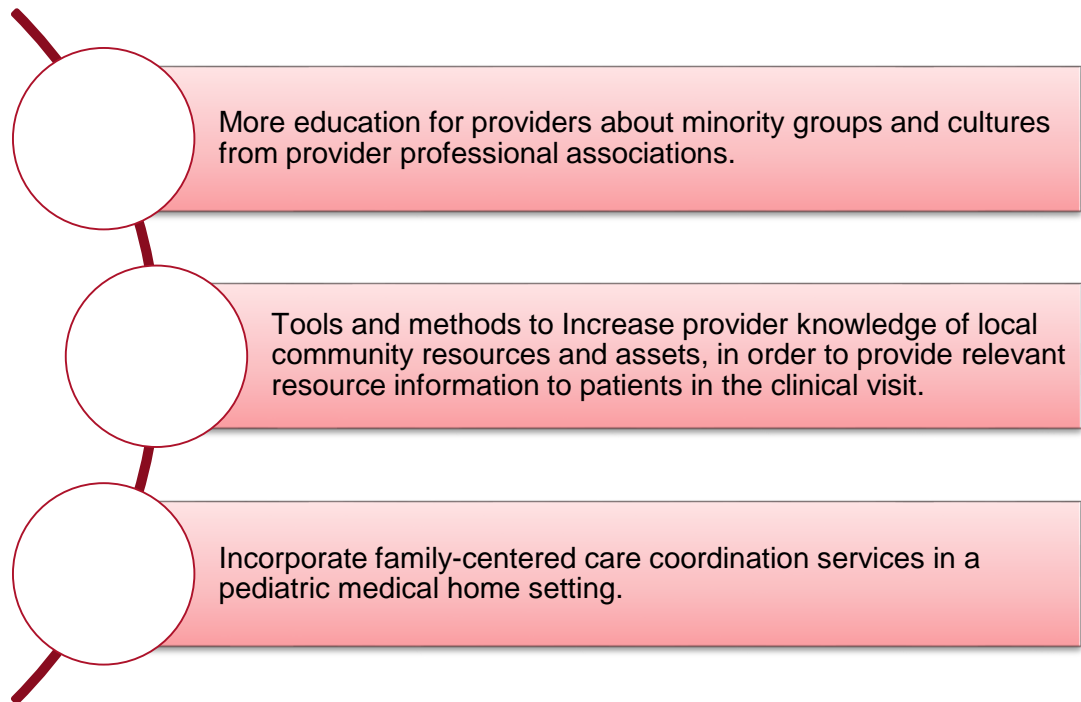 More education for providers about minority groups and cultures
from provider professional associations.
Tools and methods to Increase provider knowledge of local
community resources and assets, in order to provide relevant
resource information to patients in the clinical visit.
Incorporate family-centered care coordination services in a
pediatric medical home setting.